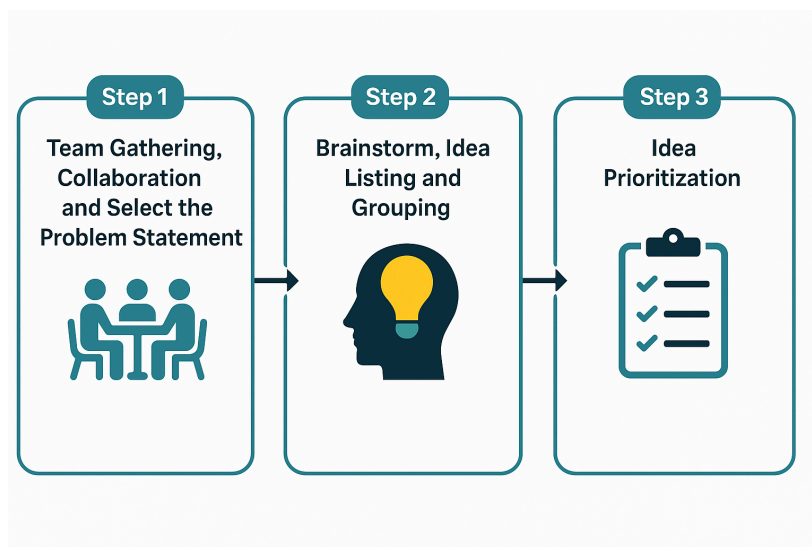 Step 1
Team Gathering,
Collaboration
and Select the
Problem Statement
Step 2
Brainstorm, Idea
Listing and
Grouping
Step 3
Idea
Prioritization